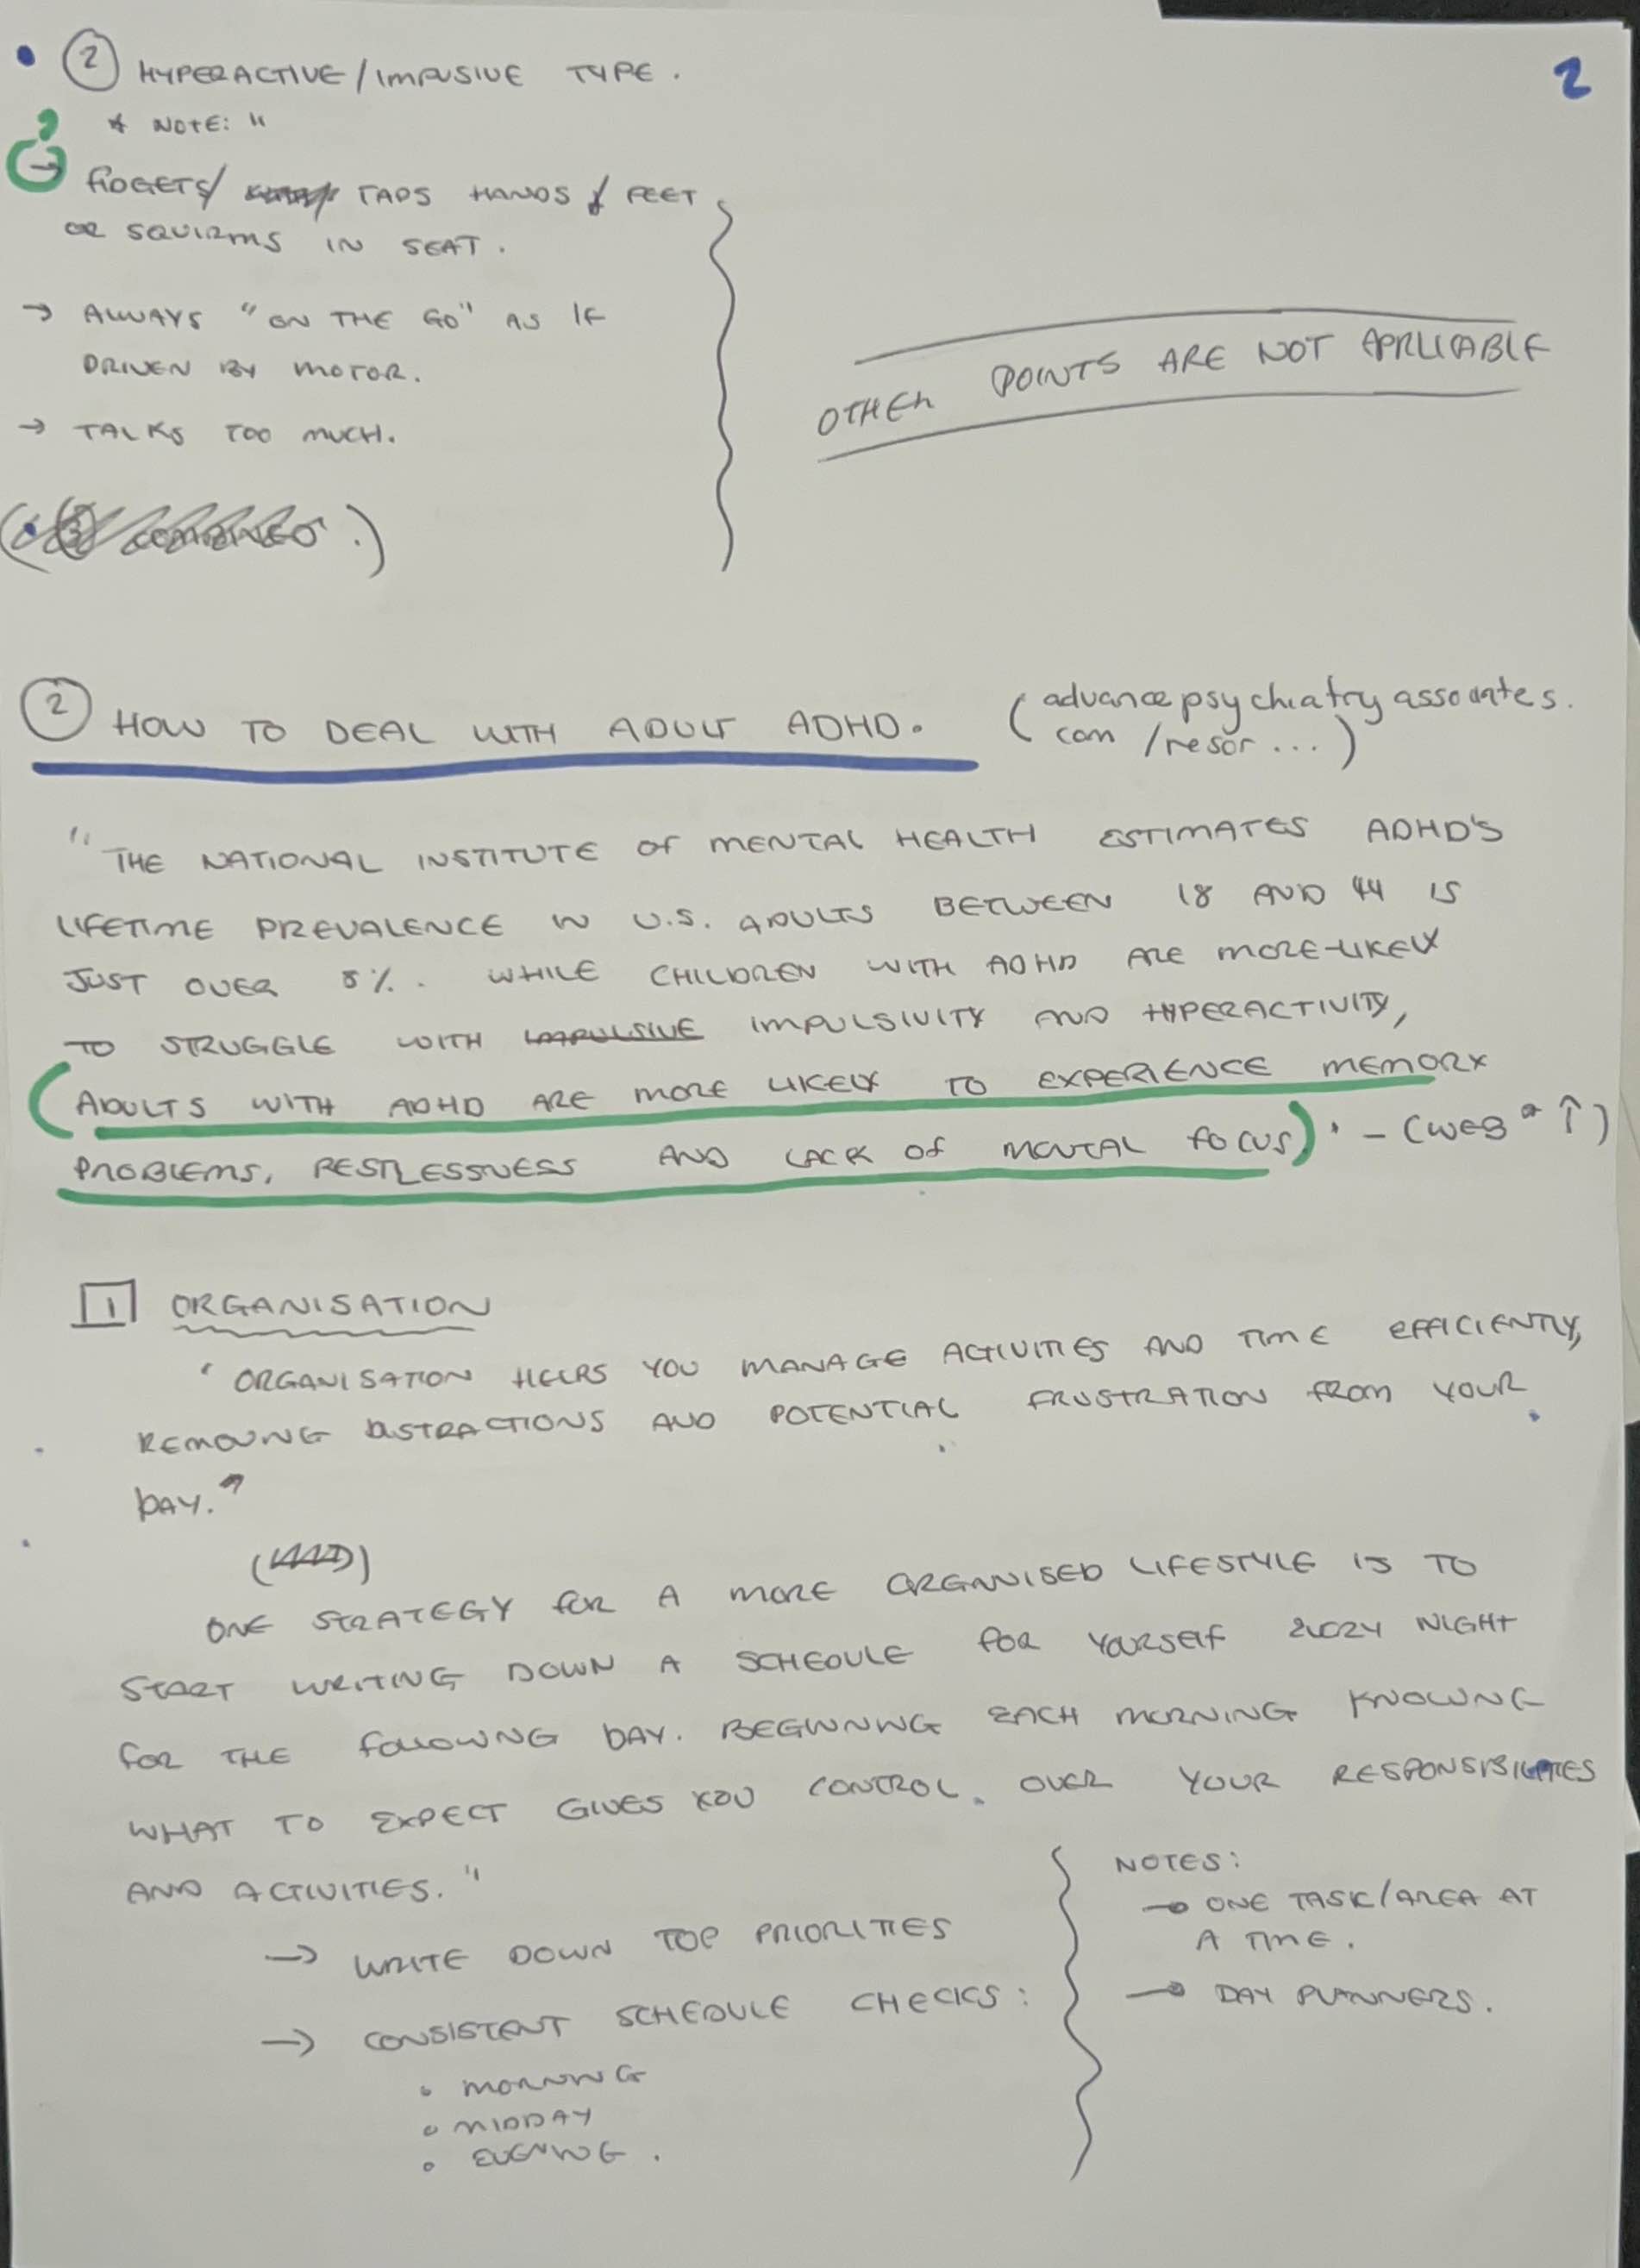 2
• ② HYPERACTIVE/IMPUSIVE TYPE.
* NOTE: "
→ FIDGETS/ TAPS HANDS & FEET
OR SQUIRMS IN SEAT.
→ ALWAYS "ON THE GO" AS IF
DRIVEN BY MOTOR.
→ TALKS TOO MUCH.
OTHER POINTS ARE NOT APPLICABLE
(• ③ COMBINED.)
② HOW TO DEAL WITH ADULT ADHD. (advancepsychiatryassociates.
com /resor ...)
"THE NATIONAL INSTITUTE OF MENTAL HEALTH ESTIMATES ADHD'S
LIFETIME PREVALENCE IN U.S. ADULTS BETWEEN 18 AND 44 IS
JUST OVER 8%. WHILE CHILDREN WITH ADHD ARE MORE-LIKELY
TO STRUGGLE WITH IMPULSIVE IMPULSIVITY AND HYPERACTIVITY,
(ADULTS WITH ADHD ARE MORE LIKELY TO EXPERIENCE MEMORY
PROBLEMS, RESTLESSNESS AND LACK OF MENTAL FOCUS). - (WEB ↑)
1 ORGANISATION
"ORGANISATION HELPS YOU MANAGE ACTIVITIES AND TIME EFFICIENTLY,
REMOVING DISTRACTIONS AND POTENTIAL FRUSTRATION FROM YOUR
DAY."
ONE STRATEGY FOR A MORE ORGANISED LIFESTYLE IS TO
START WRITING DOWN A SCHEDULE FOR YOURSELF NIGHT
FOR THE FOLLOWING DAY. BEGINNING EACH MORNING KNOWING
WHAT TO EXPECT GIVES YOU CONTROL OVER YOUR RESPONSIBILITIES
AND ACTIVITIES."
→ WRITE DOWN TOP PRIORITIES
→ CONSISTENT SCHEDULE CHECKS:
• MORNING
• MIDDAY
• EVENING.
NOTES:
→ ONE TASK/AREA AT
A TIME.
→ DAY PLANNERS.